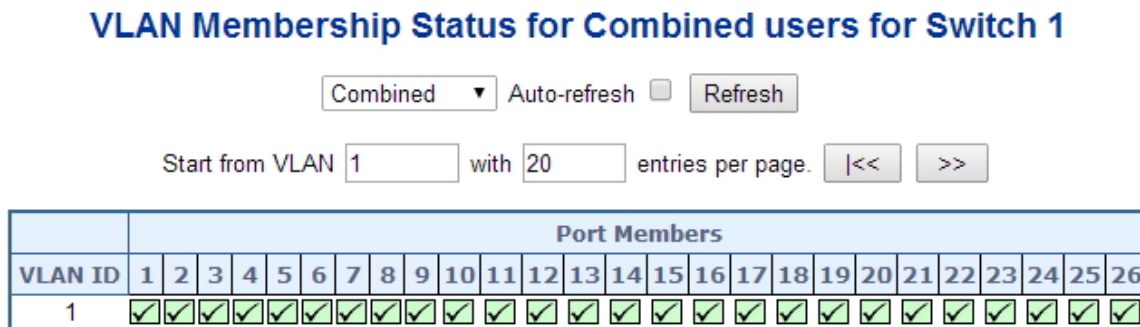 VLAN Membership Status for Combined users for Switch 1
Combined Auto-refresh Refresh
Start from VLAN 1 with 20 entries per page. |<< >>
Port Members
VLAN ID 1 2 3 4 5 6 7 8 9 10 11 12 13 14 15 16 17 18 19 20 21 22 23 24 25 26
1